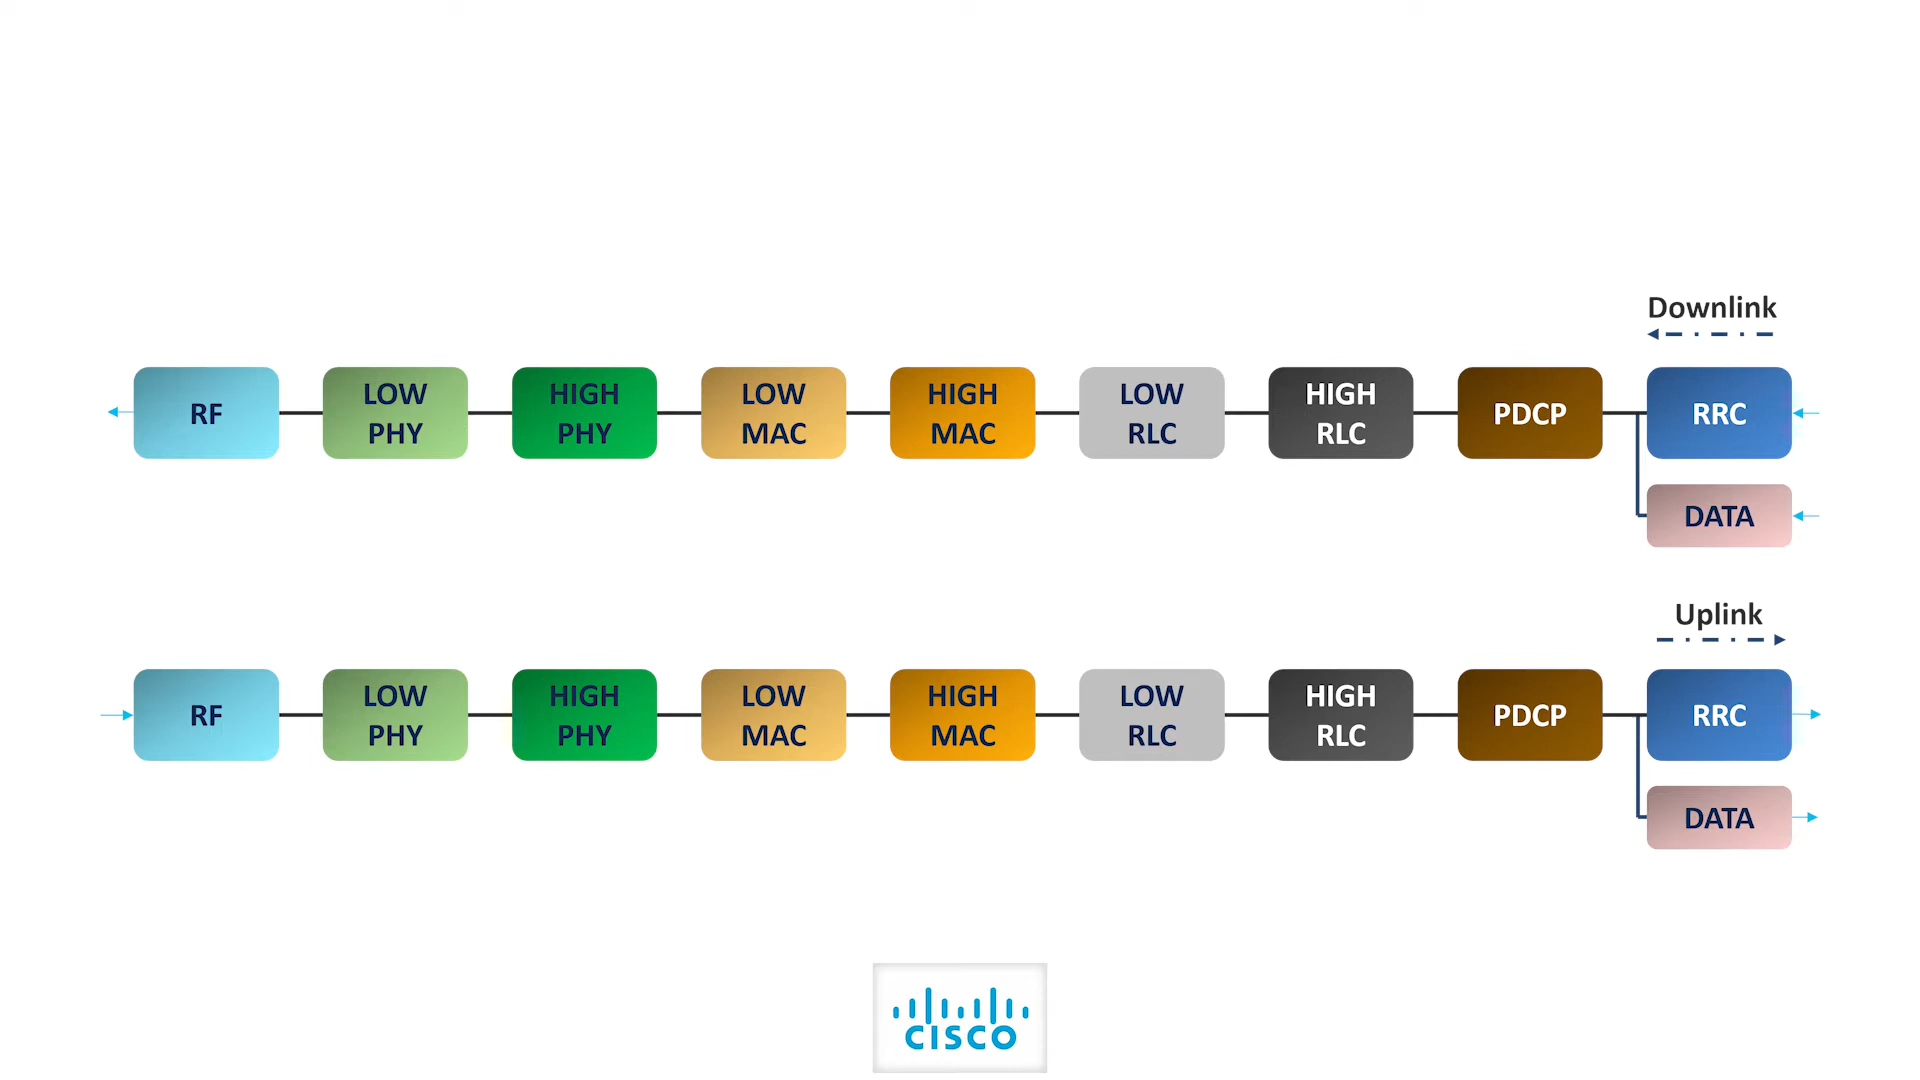 Downlink
RF
LOW
PHY
HIGH
PHY
LOW
MAC
HIGH
MAC
LOW
RLC
HIGH
RLC
PDCP
RRC
DATA
Uplink
RF
LOW
PHY
HIGH
PHY
LOW
MAC
HIGH
MAC
LOW
RLC
HIGH
RLC
PDCP
RRC
DATA
CISCO